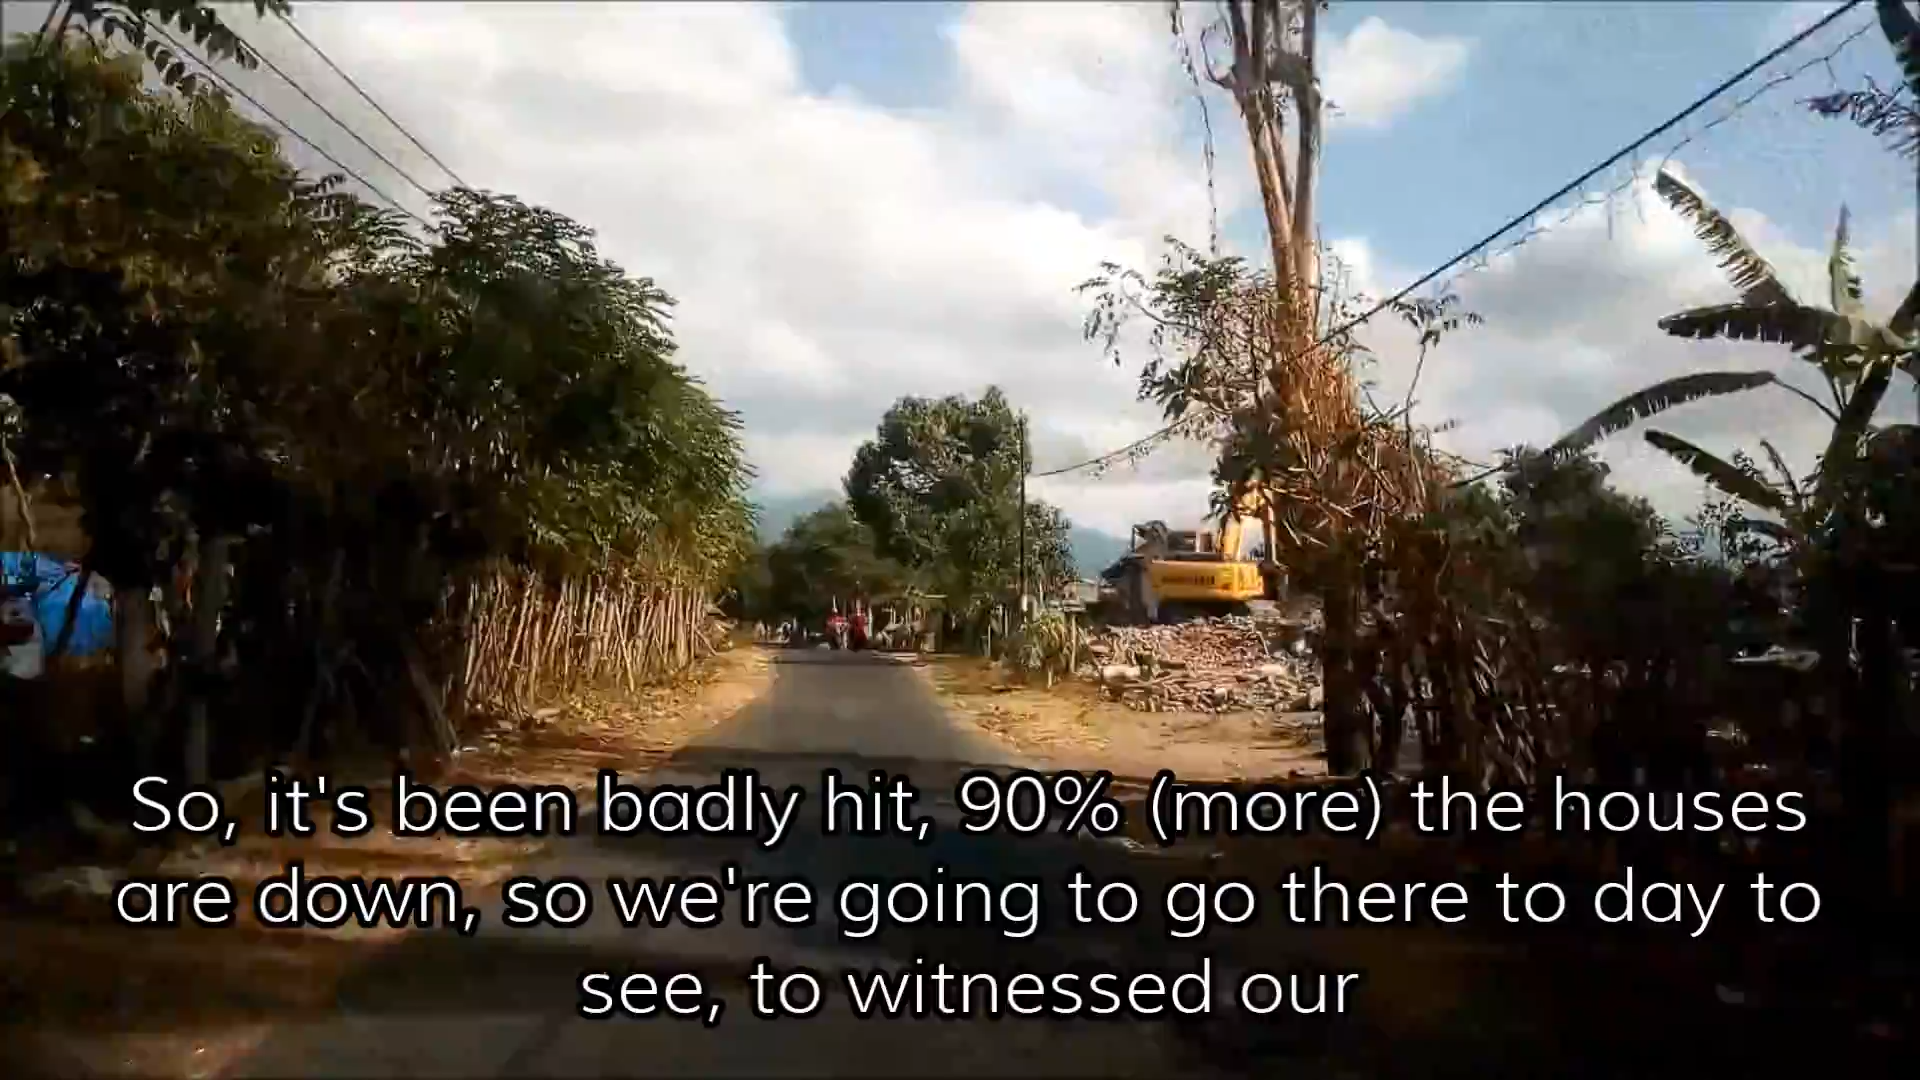 So, it's been badly hit, 90% (more) the houses
are down, so we're going to go there to day to
see, to witnessed our